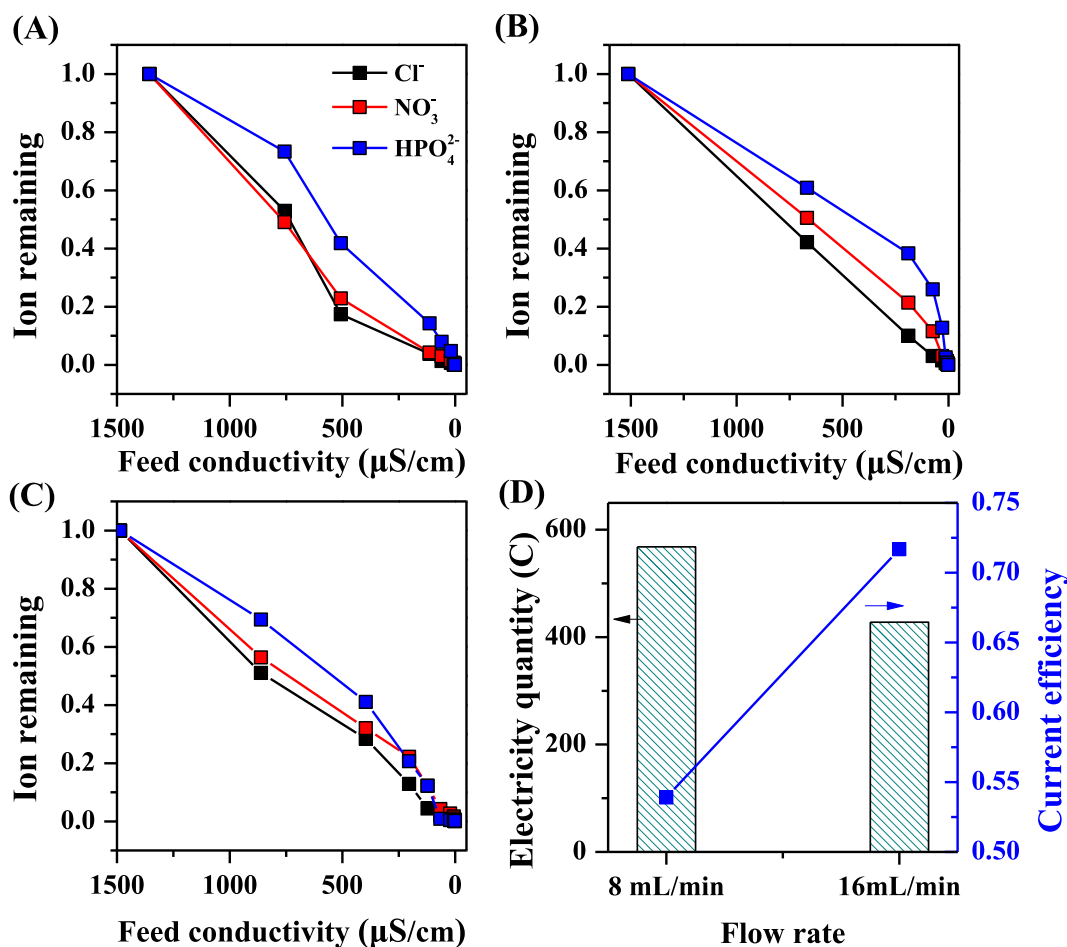 (A)
Ion remaining
1.0
0.8
0.6
0.4
0.2
0.0
Cl⁻
NO₃⁻
HPO₄²⁻
1500 1000 500 0
Feed conductivity (μS/cm)
(B)
Ion remaining
1.0
0.8
0.6
0.4
0.2
0.0
1500 1000 500 0
Feed conductivity (μS/cm)
(C)
Ion remaining
1.0
0.8
0.6
0.4
0.2
0.0
1500 1000 500 0
Feed conductivity (μS/cm)
(D)
Electricity quantity (C)
600
400
200
0
0.75
0.70
0.65
0.60
0.55
0.50
Current efficiency
8 mL/min 16mL/min
Flow rate